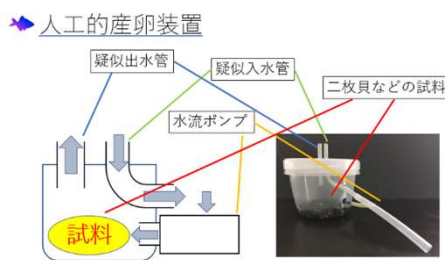 人工的産卵装置
疑似出水管
疑似入水管
二枚貝などの試料
水流ポンプ
試料